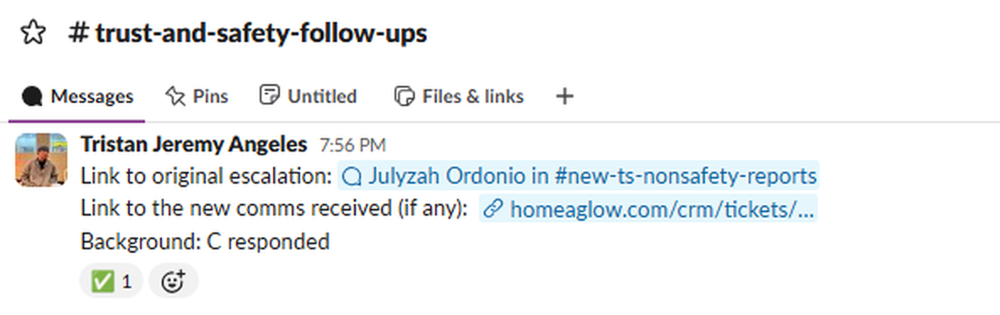 # trust-and-safety-follow-ups
Messages Pins Untitled Files & links +
Tristan Jeremy Angeles 7:56 PM
Link to original escalation: Julyzah Ordonio in #new-ts-nonsafety-reports
Link to the new comms received (if any): homeaglow.com/crm/tickets/...
Background: C responded
1